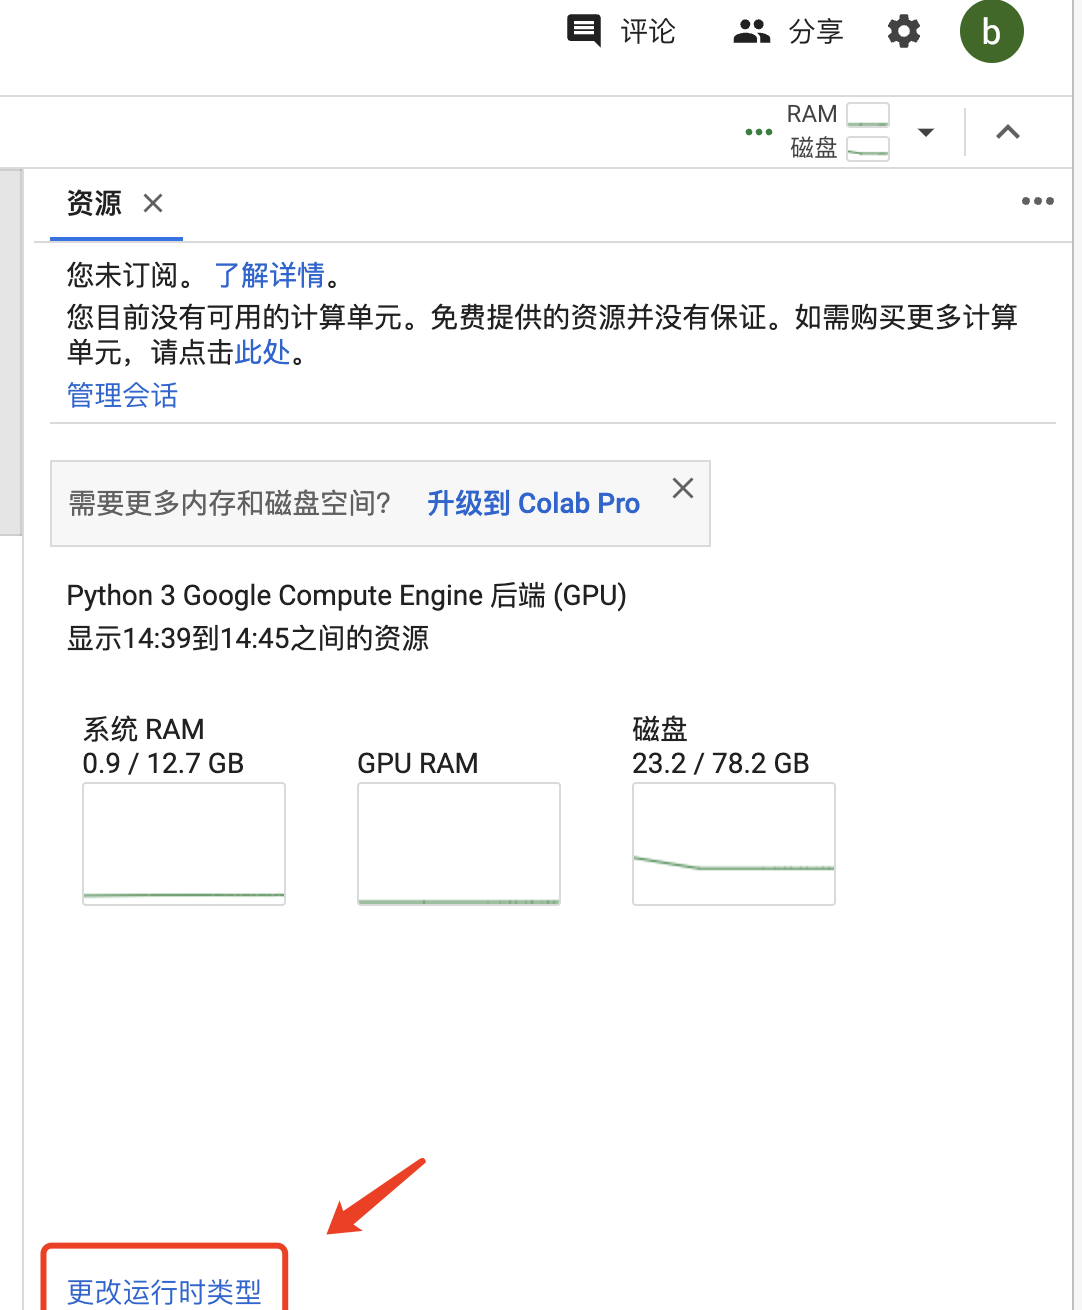 评论
分享
b
RAM
磁盘
资源
您未订阅。 了解详情。
您目前没有可用的计算单元。免费提供的资源并没有保证。如需购买更多计算
单元，请点击此处。
管理会话
需要更多内存和磁盘空间？ 升级到 Colab Pro
Python 3 Google Compute Engine 后端 (GPU)
显示14:39到14:45之间的资源
系统 RAM
0.9 / 12.7 GB
GPU RAM
磁盘
23.2 / 78.2 GB
更改运行时类型